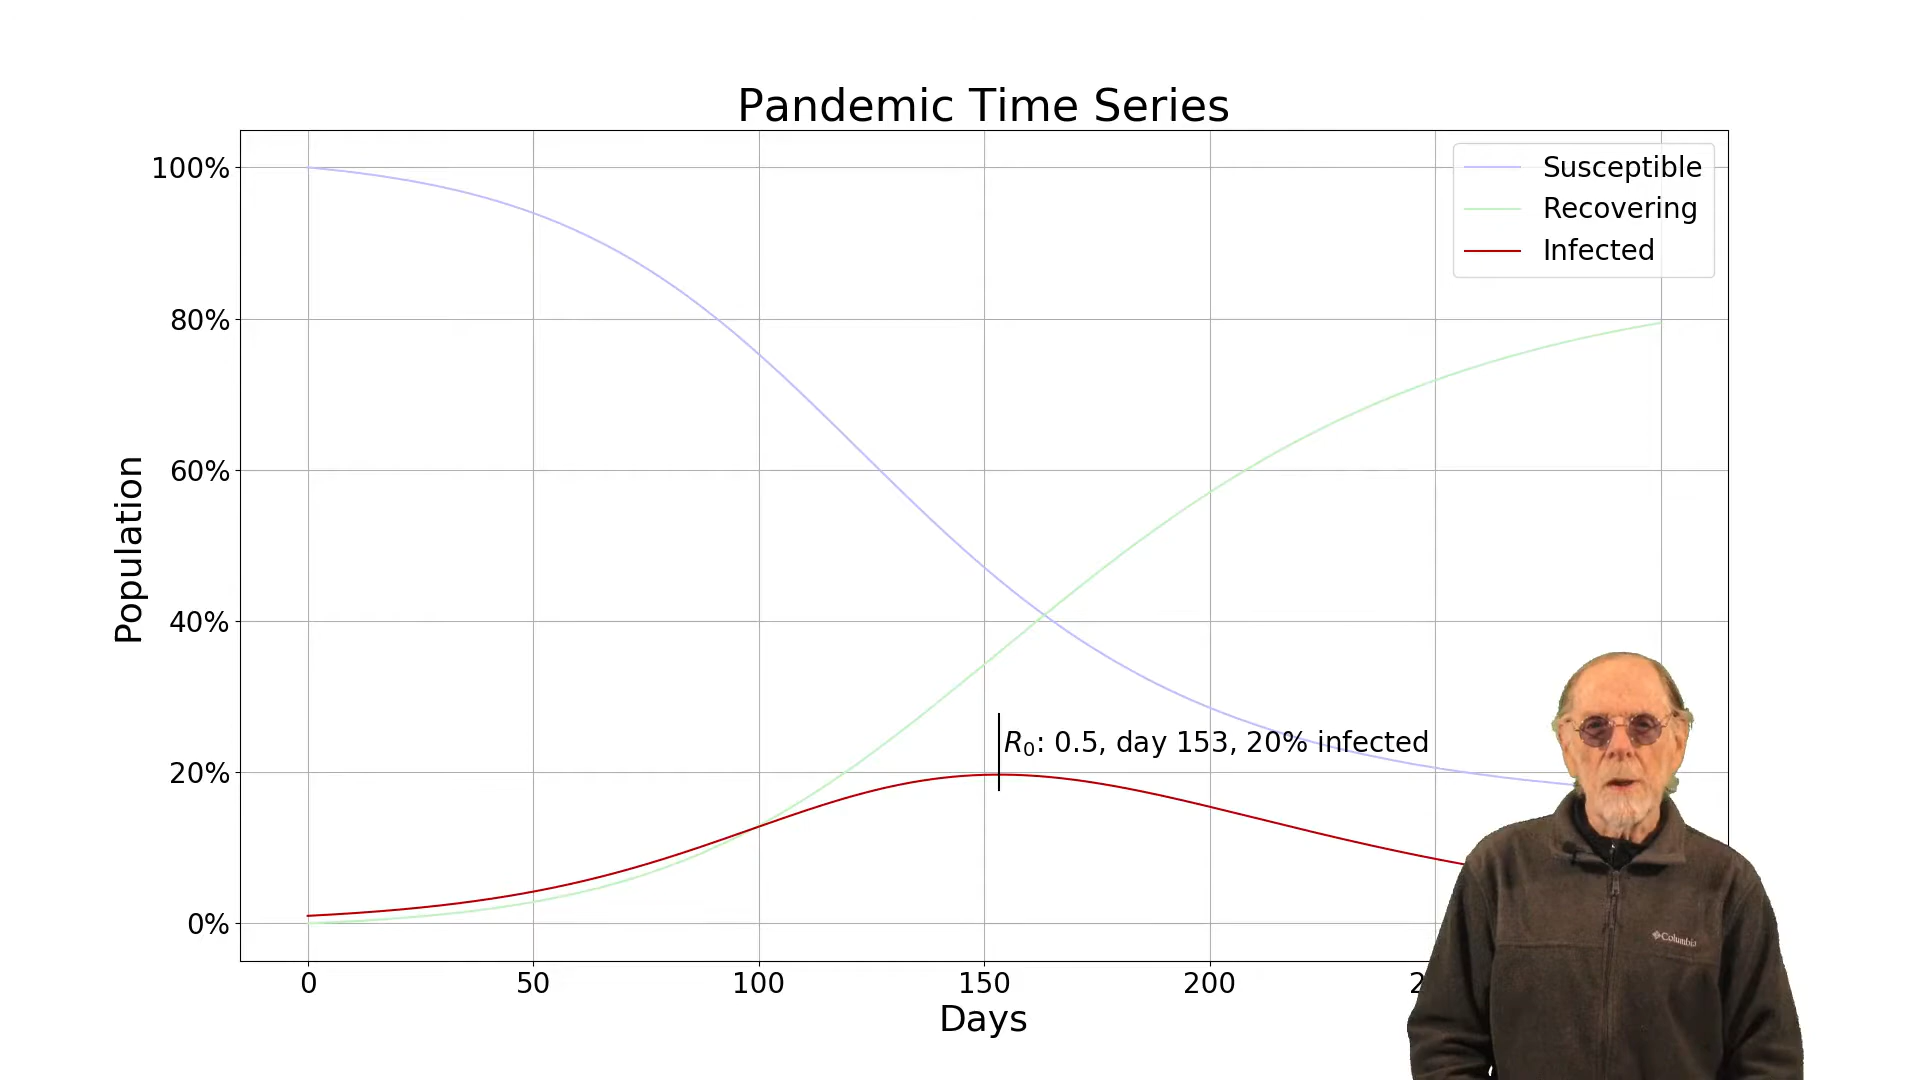 Pandemic Time Series
100%
80%
60%
40%
20%
0%
Population
Susceptible
Recovering
Infected
R₀: 0.5, day 153, 20% infected
0 50 100 150 200
Days
Columbia